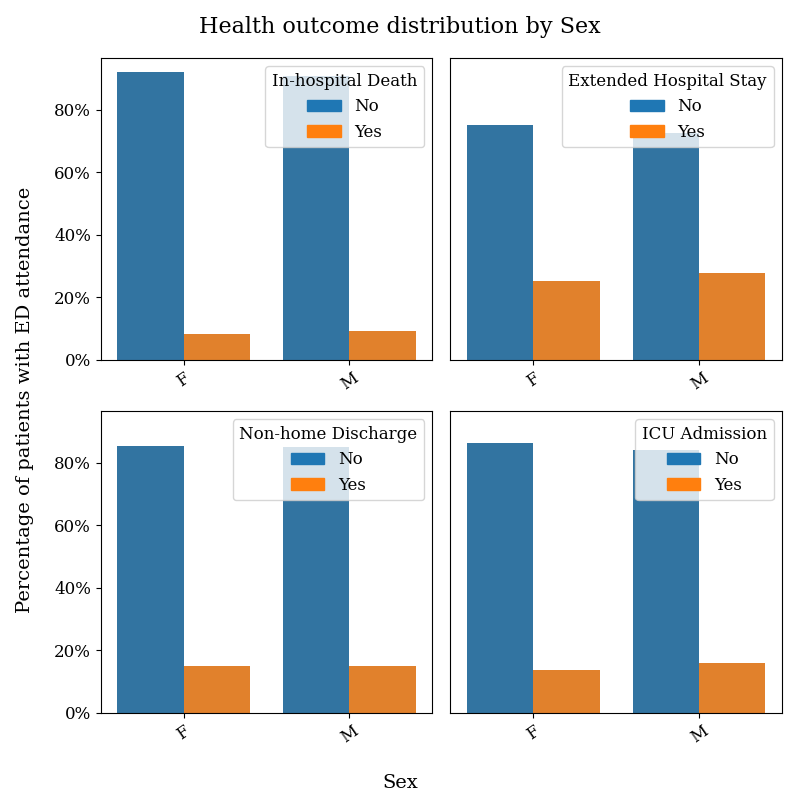 Health outcome distribution by Sex
Percentage of patients with ED attendance
In-hospital Death
No
Yes
80%
60%
40%
20%
0%
F
M
Extended Hospital Stay
No
Yes
F
M
Non-home Discharge
No
Yes
80%
60%
40%
20%
0%
F
M
ICU Admission
No
Yes
F
M
Sex